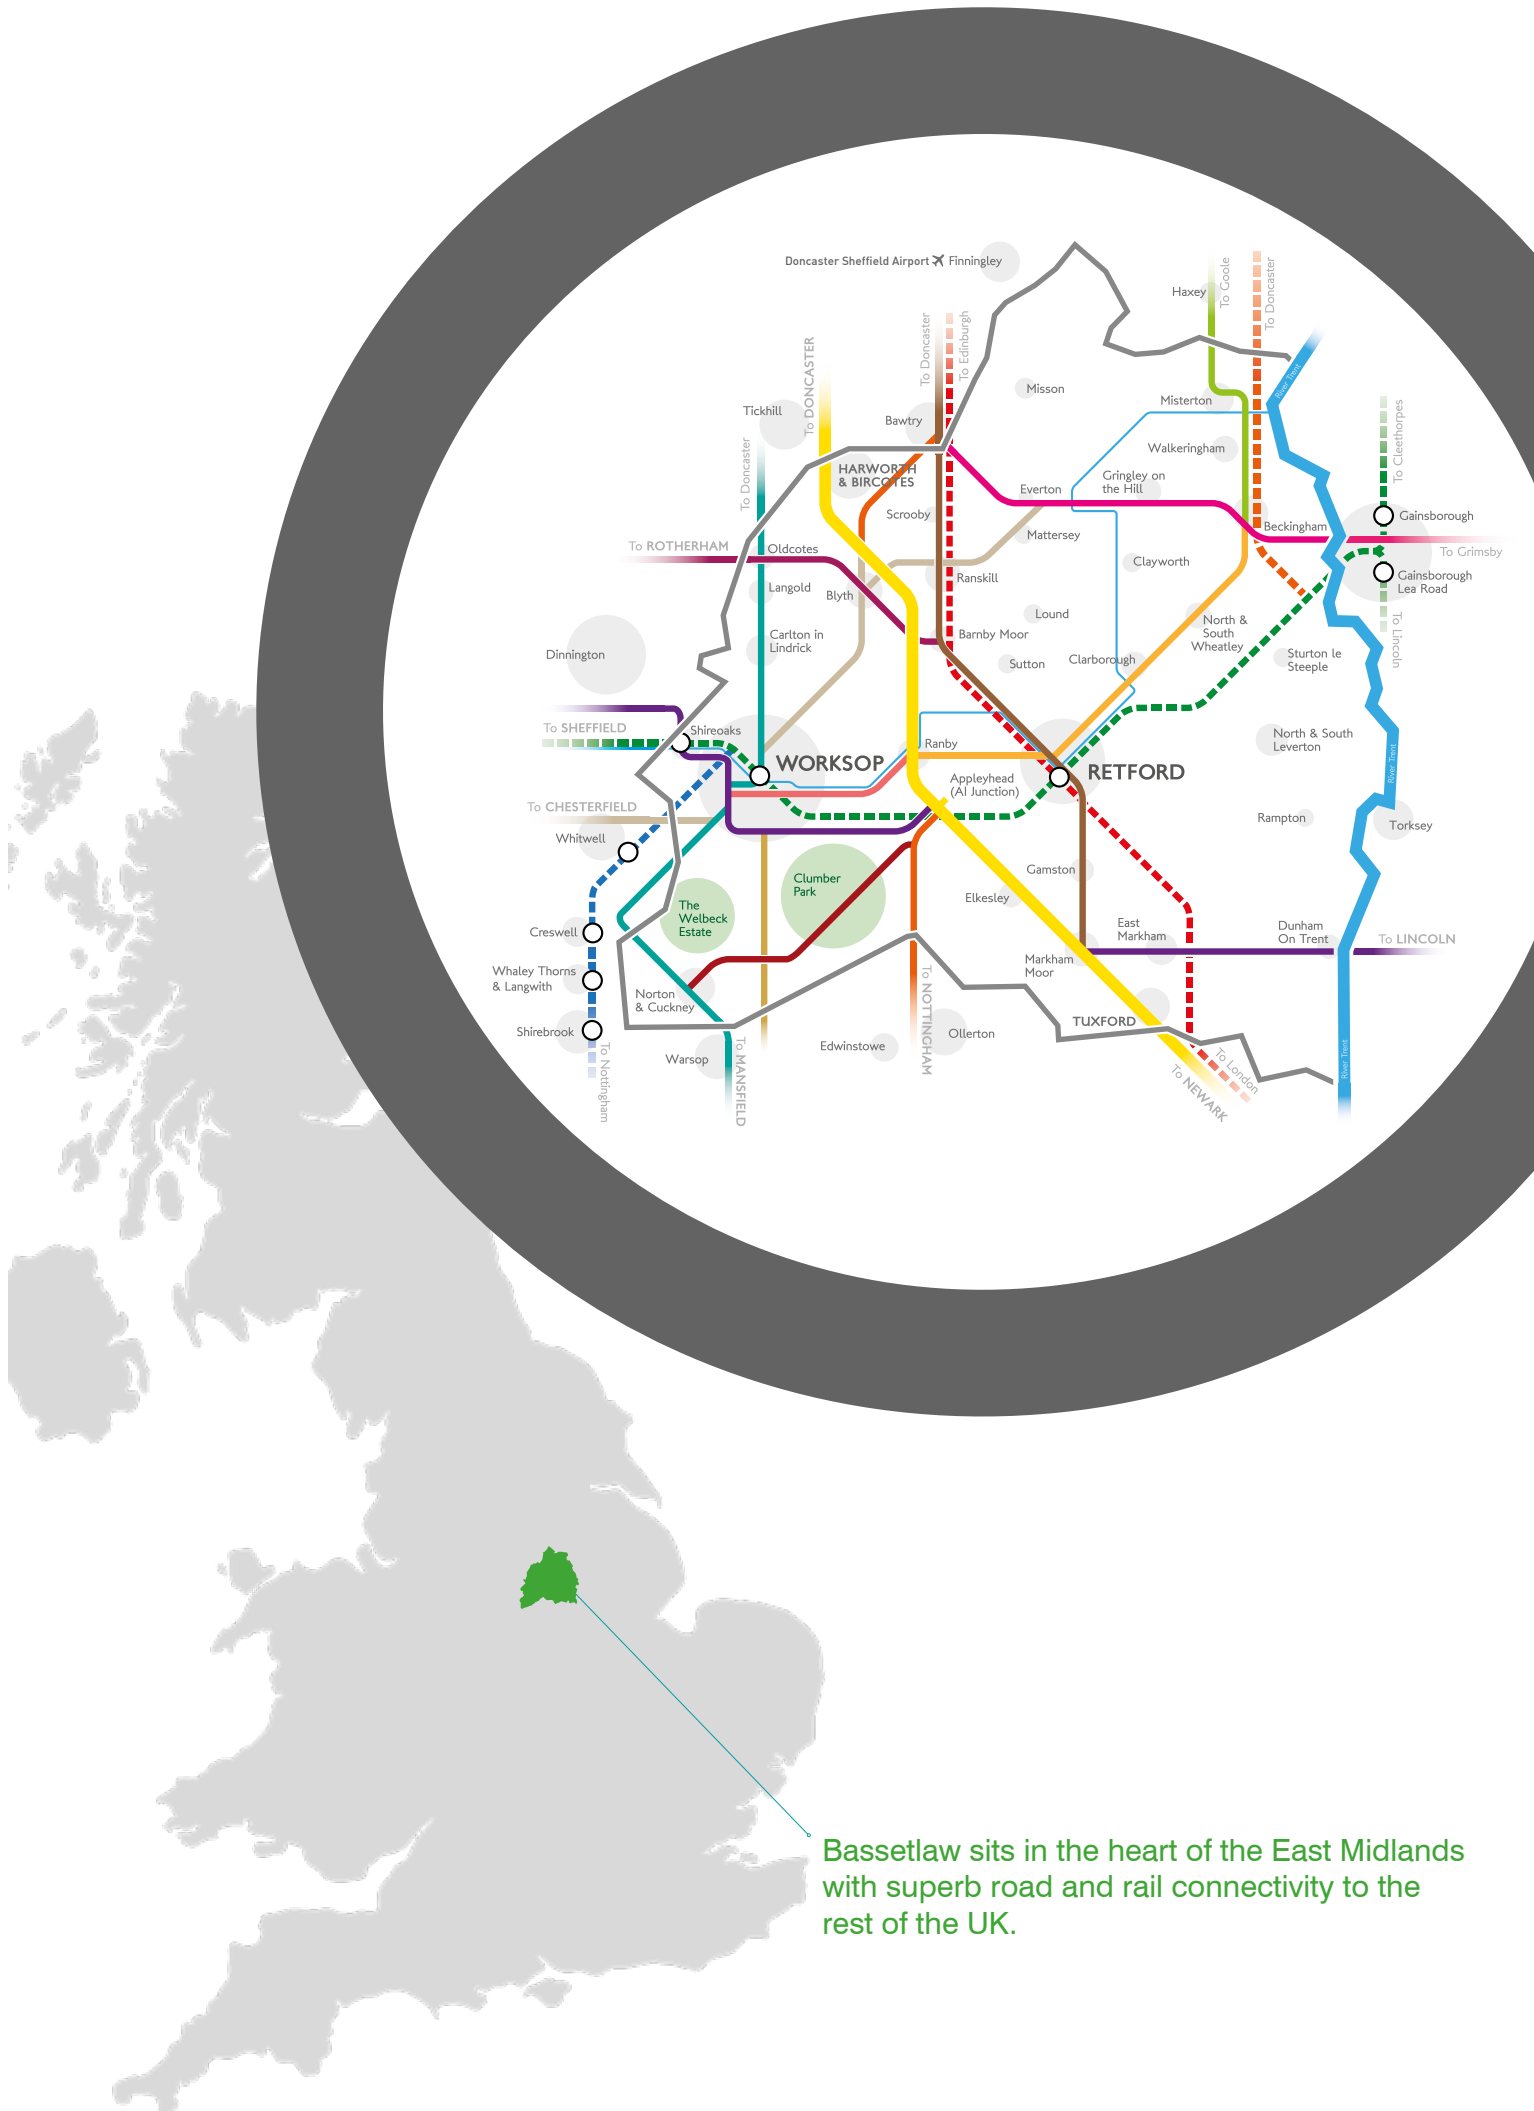 Doncaster Sheffield Airport
Finningley
Haxey
To Goole
To Doncaster
To DONCASTER
To Doncaster
To Edinburgh
River Trent
Misson
Misterton
Tickhill
Bawtry
To Cleethorpes
To Doncaster
Walkeringham
HARWORTH
& BIRCOTES
Gringley on
the Hill
Everton
Scrooby
Gainsborough
Beckingham
Mattersey
To ROTHERHAM
Oldcotes
To Grimsby
Clayworth
Ranskill
Gainsborough
Lea Road
Langold
Blyth
Lound
North &
South
Wheatley
To Lincoln
Carlton in
Lindrick
Barnby Moor
Dinnington
Sutton
Clarborough
Sturton le
Steeple
To SHEFFIELD
Shireoaks
Ranby
North & South
Leverton
River Trent
WORKSOP
RETFORD
Appleyhead
(A1 Junction)
To CHESTERFIELD
Whitwell
Rampton
Torksey
Clumber
Park
Gamston
Elkesley
The
Welbeck
Estate
Creswell
East
Markham
Dunham
On Trent
To LINCOLN
Markham
Moor
Whaley Thorns
& Langwith
Norton
& Cuckney
To NOTTINGHAM
TUXFORD
Shirebrook
Ollerton
Edwinstowe
Warsop
To Nottingham
To MANSFIELD
To London
To NEWARK
River Trent
Bassetlaw sits in the heart of the East Midlands
with superb road and rail connectivity to the
rest of the UK.